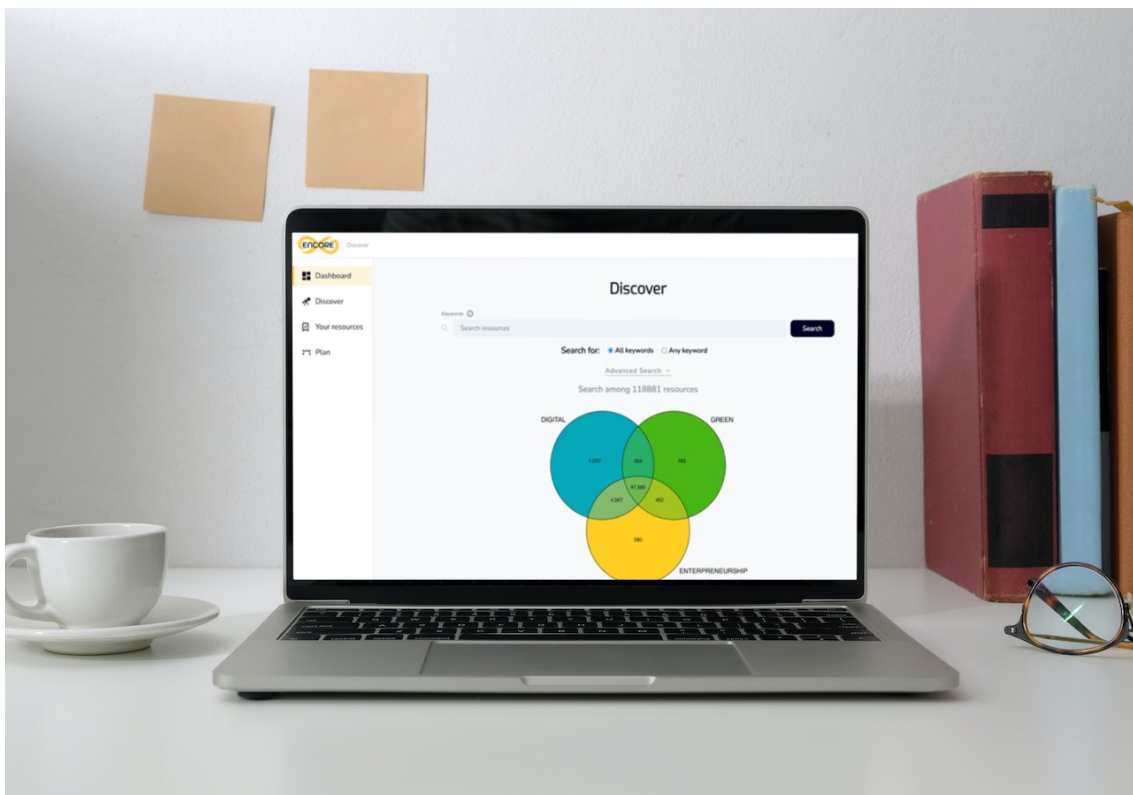 ENCORE Discover
Dashboard
Discover
Your resources
Plan
Discover
Keywords
Search resources
Search
Search for: All keywords Any keyword
Advanced Search
Search among 118881 resources
DIGITAL
GREEN
ENTERPRENEURSHIP